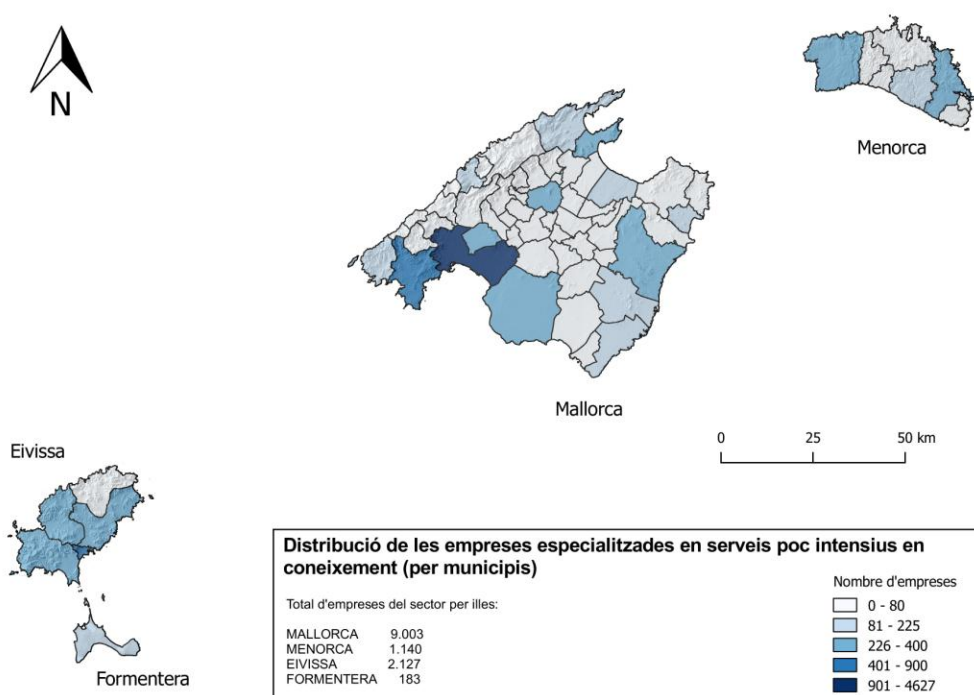 N
Menorca
Mallorca
0 25 50 km
Eivissa
Formentera
Distribució de les empreses especialitzades en serveis poc intensius en
coneixement (per municipis)
Total d'empreses del sector per illes:
MALLORCA 9.003
MENORCA 1.140
EIVISSA 2.127
FORMENTERA 183
Nombre d'empreses
0 - 80
81 - 225
226 - 400
401 - 900
901 - 4627